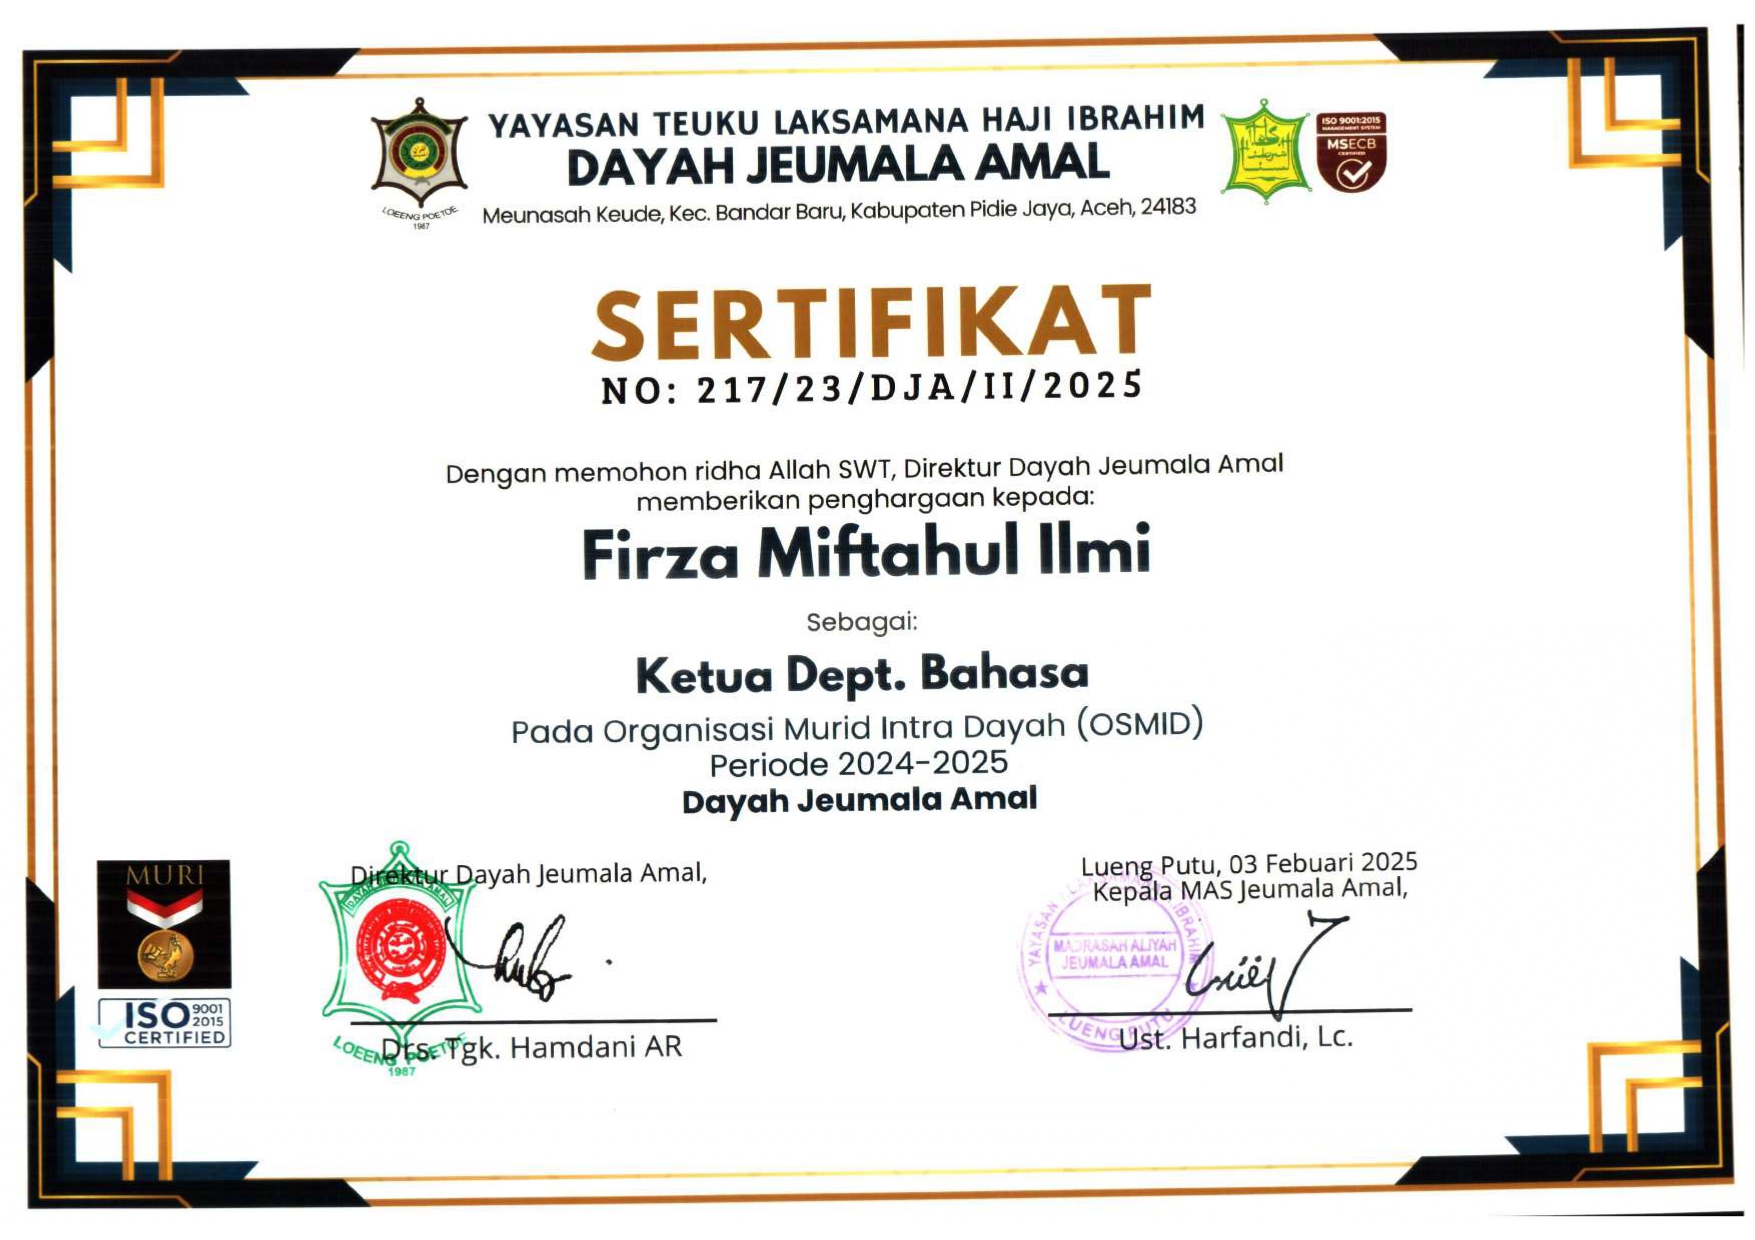 YAYASAN TEUKU LAKSAMANA HAJI IBRAHIM
DAYAH JEUMALA AMAL
Meunasah Keude, Kec. Bandar Baru, Kabupaten Pidie Jaya, Aceh, 24183
LOEENG POETOE
1987
ISO 9001:2015
MANAGEMENT SYSTEM
MSECB
CERTIFIED
SERTIFIKAT
NO: 217/23/DJA/II/2025
Dengan memohon ridha Allah SWT, Direktur Dayah Jeumala Amal
memberikan penghargaan kepada:
Firza Miftahul Ilmi
Sebagai:
Ketua Dept. Bahasa
Pada Organisasi Murid Intra Dayah (OSMID)
Periode 2024-2025
Dayah Jeumala Amal
MURI
ISO 9001
2015
CERTIFIED
Direktur Dayah Jeumala Amal,
LOEENG POETOE
1987
Drs. Tgk. Hamdani AR
Lueng Putu, 03 Febuari 2025
Kepala MAS Jeumala Amal,
MADRASAH ALIYAH
JEUMALA AMAL
LUENG PUTU
Ust. Harfandi, Lc.